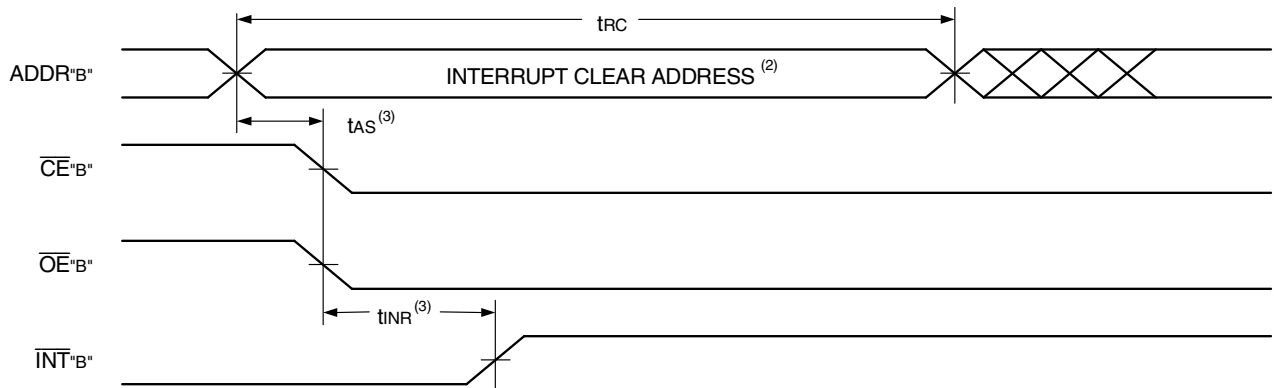 tRC
ADDR"B"
INTERRUPT CLEAR ADDRESS (2)
tAS(3)
CE"B"
OE"B"
tINR(3)
INT"B"